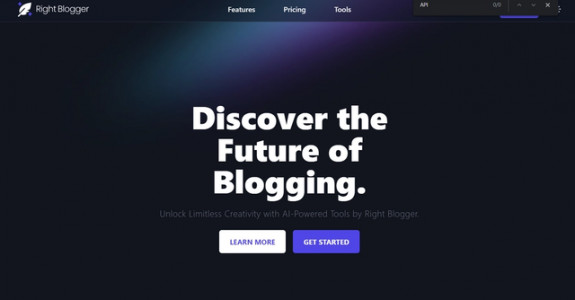 Right Blogger
Features Pricing Tools
API 0/0
Discover the
Future of
Blogging.
Unlock Limitless Creativity with AI-Powered Tools by Right Blogger.
LEARN MORE GET STARTED